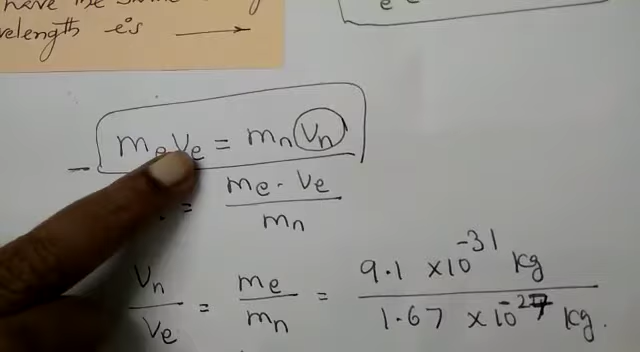 have the same
velength is →
e
mₑvₑ = mₙvₙ
= mₑ · vₑ / mₙ
vₙ / vₑ = mₑ / mₙ = 9.1 × 10⁻³¹ kg / 1.67 × 10⁻²⁷ kg.